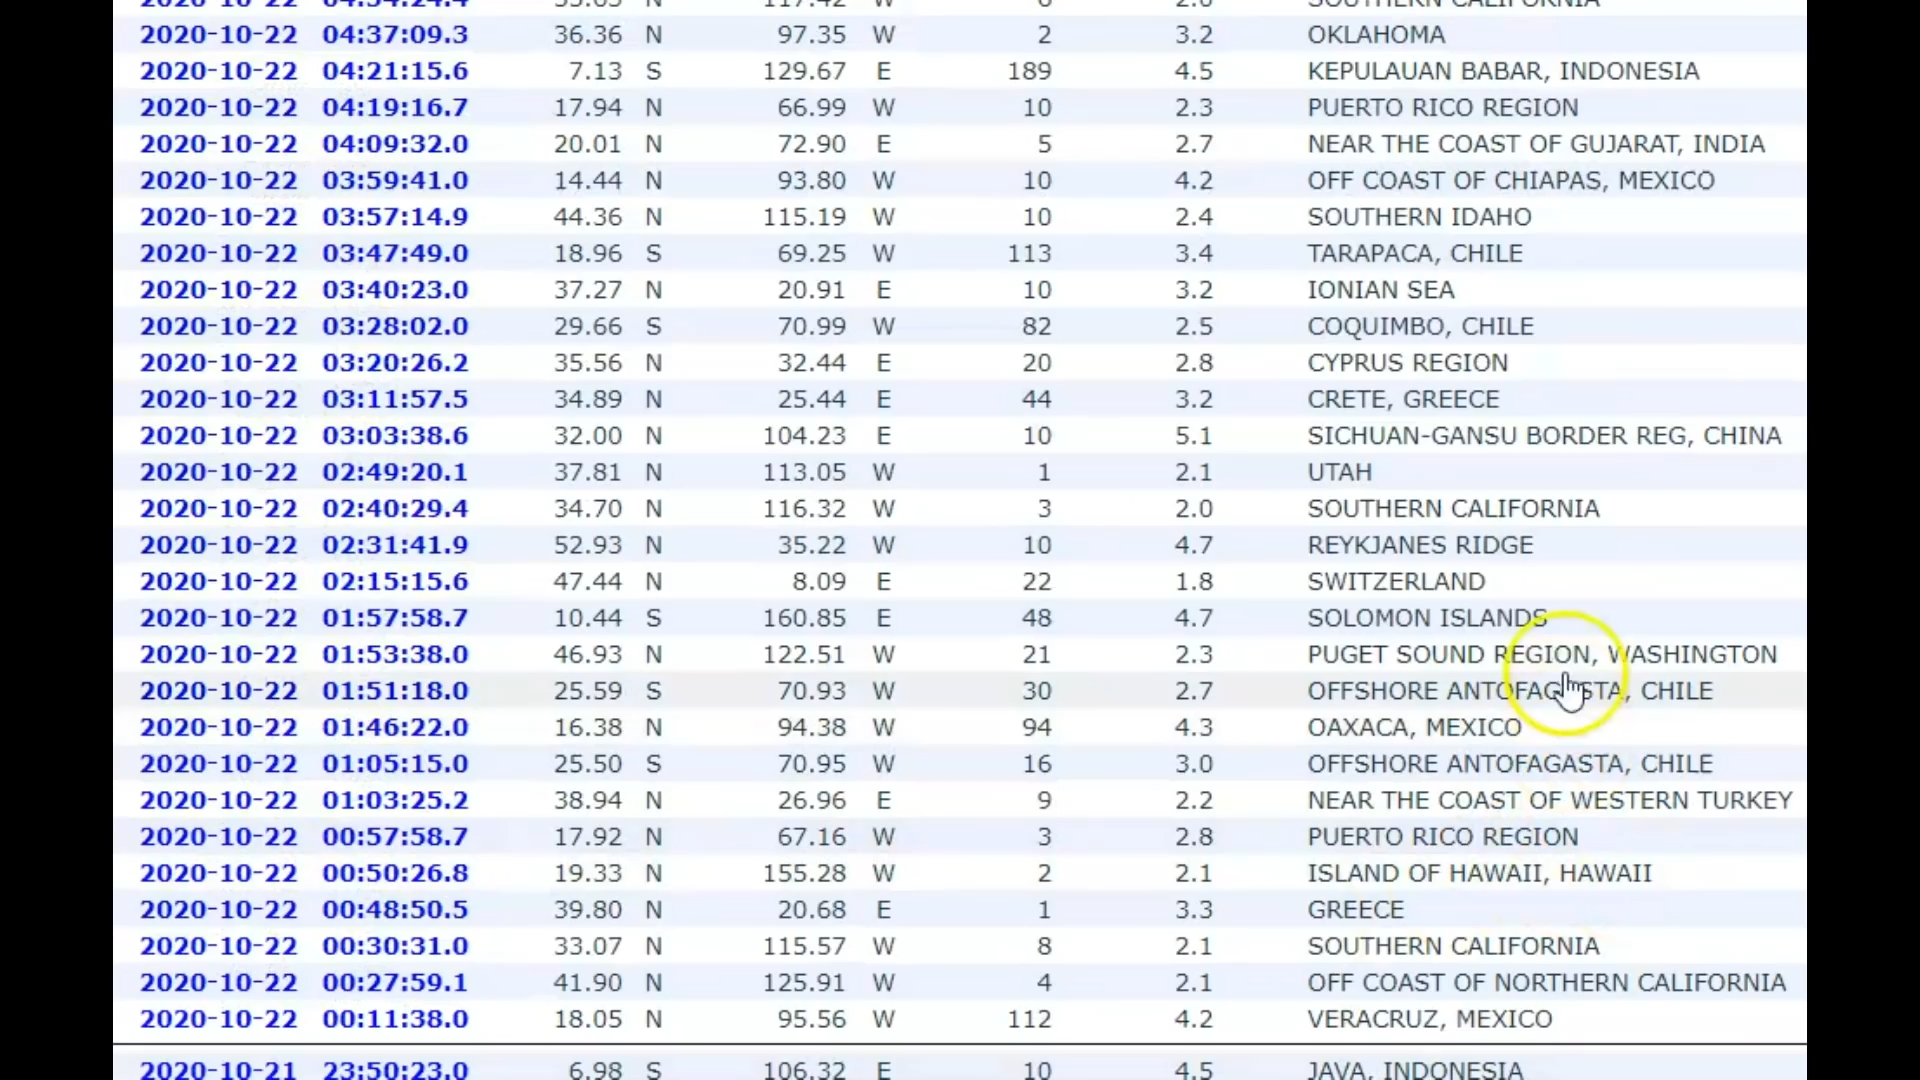 2020-10-22 04:34:24.4 33.63 N 117.42 W 6 2.0 SOUTHERN CALIFORNIA
2020-10-22 04:37:09.3 36.36 N 97.35 W 2 3.2 OKLAHOMA
2020-10-22 04:21:15.6 7.13 S 129.67 E 189 4.5 KEPULAUAN BABAR, INDONESIA
2020-10-22 04:19:16.7 17.94 N 66.99 W 10 2.3 PUERTO RICO REGION
2020-10-22 04:09:32.0 20.01 N 72.90 E 5 2.7 NEAR THE COAST OF GUJARAT, INDIA
2020-10-22 03:59:41.0 14.44 N 93.80 W 10 4.2 OFF COAST OF CHIAPAS, MEXICO
2020-10-22 03:57:14.9 44.36 N 115.19 W 10 2.4 SOUTHERN IDAHO
2020-10-22 03:47:49.0 18.96 S 69.25 W 113 3.4 TARAPACA, CHILE
2020-10-22 03:40:23.0 37.27 N 20.91 E 10 3.2 IONIAN SEA
2020-10-22 03:28:02.0 29.66 S 70.99 W 82 2.5 COQUIMBO, CHILE
2020-10-22 03:20:26.2 35.56 N 32.44 E 20 2.8 CYPRUS REGION
2020-10-22 03:11:57.5 34.89 N 25.44 E 44 3.2 CRETE, GREECE
2020-10-22 03:03:38.6 32.00 N 104.23 E 10 5.1 SICHUAN-GANSU BORDER REG, CHINA
2020-10-22 02:49:20.1 37.81 N 113.05 W 1 2.1 UTAH
2020-10-22 02:40:29.4 34.70 N 116.32 W 3 2.0 SOUTHERN CALIFORNIA
2020-10-22 02:31:41.9 52.93 N 35.22 W 10 4.7 REYKJANES RIDGE
2020-10-22 02:15:15.6 47.44 N 8.09 E 22 1.8 SWITZERLAND
2020-10-22 01:57:58.7 10.44 S 160.85 E 48 4.7 SOLOMON ISLANDS
2020-10-22 01:53:38.0 46.93 N 122.51 W 21 2.3 PUGET SOUND REGION, WASHINGTON
2020-10-22 01:51:18.0 25.59 S 70.93 W 30 2.7 OFFSHORE ANTOFAGASTA, CHILE
2020-10-22 01:46:22.0 16.38 N 94.38 W 94 4.3 OAXACA, MEXICO
2020-10-22 01:05:15.0 25.50 S 70.95 W 16 3.0 OFFSHORE ANTOFAGASTA, CHILE
2020-10-22 01:03:25.2 38.94 N 26.96 E 9 2.2 NEAR THE COAST OF WESTERN TURKEY
2020-10-22 00:57:58.7 17.92 N 67.16 W 3 2.8 PUERTO RICO REGION
2020-10-22 00:50:26.8 19.33 N 155.28 W 2 2.1 ISLAND OF HAWAII, HAWAII
2020-10-22 00:48:50.5 39.80 N 20.68 E 1 3.3 GREECE
2020-10-22 00:30:31.0 33.07 N 115.57 W 8 2.1 SOUTHERN CALIFORNIA
2020-10-22 00:27:59.1 41.90 N 125.91 W 4 2.1 OFF COAST OF NORTHERN CALIFORNIA
2020-10-22 00:11:38.0 18.05 N 95.56 W 112 4.2 VERACRUZ, MEXICO
2020-10-21 23:50:23.0 6.98 S 106.32 E 10 4.5 JAVA, INDONESIA